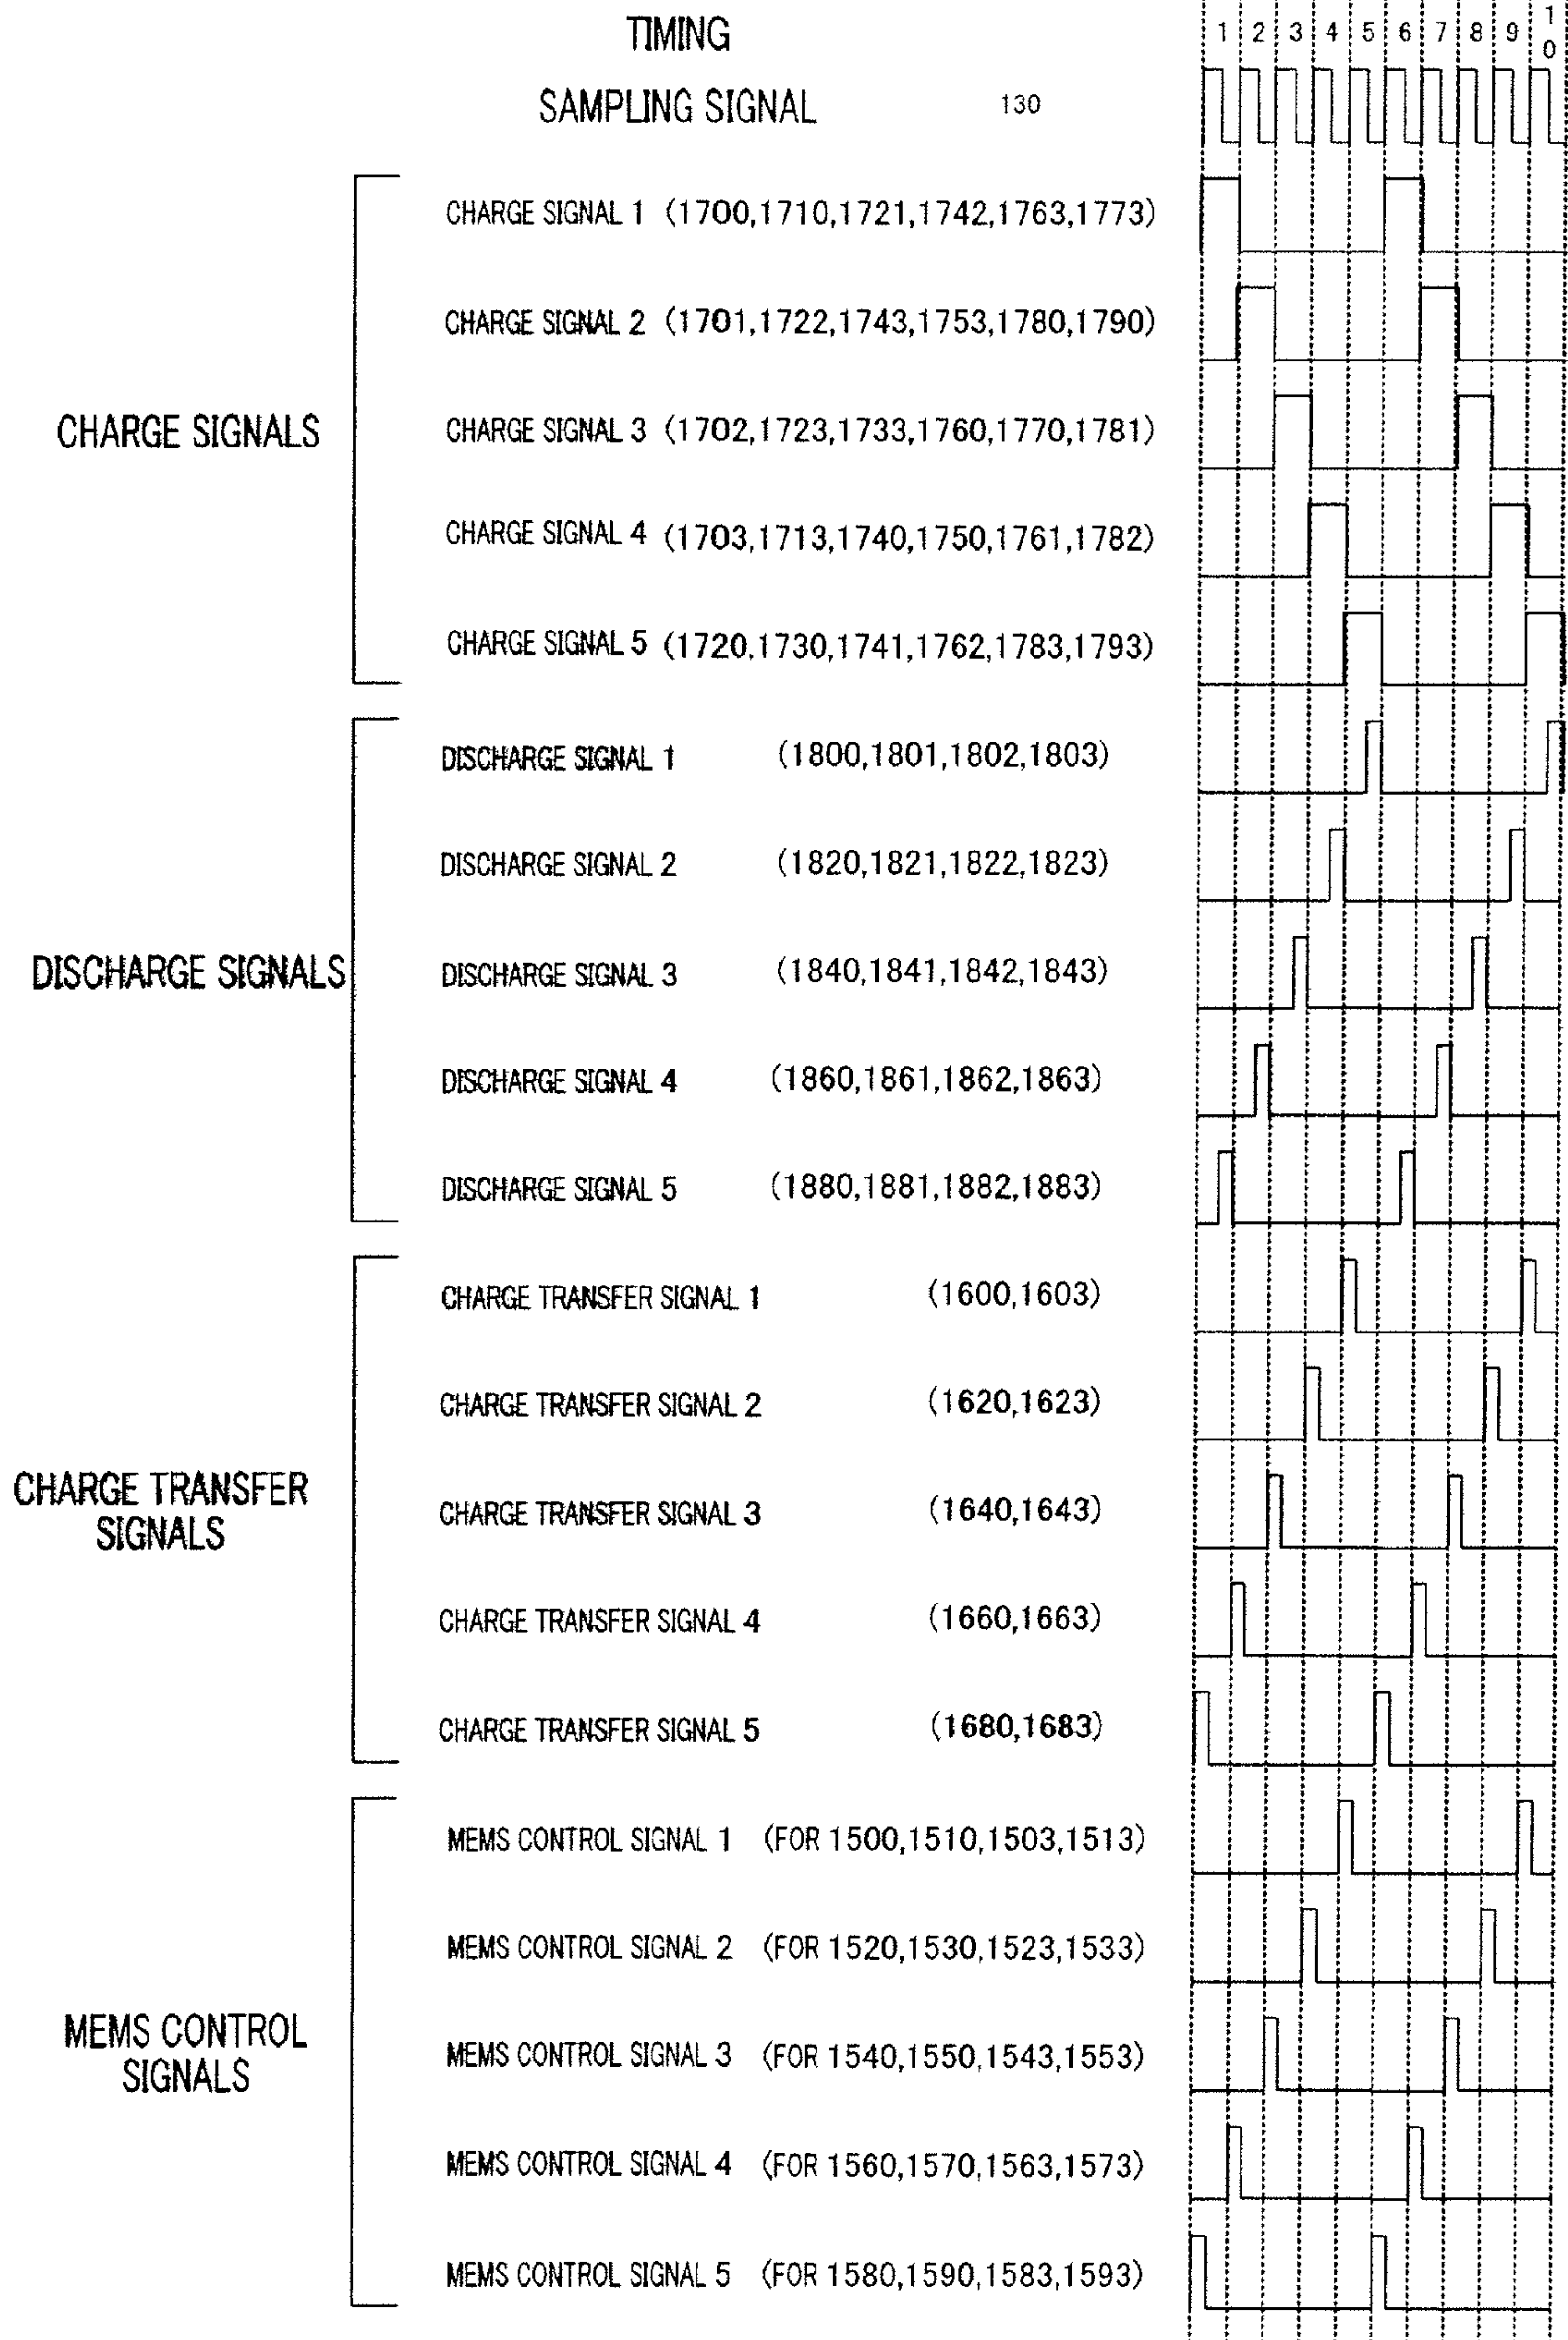 TIMING 1 2 3 4 5 6 7 8 9 10
SAMPLING SIGNAL 130
CHARGE SIGNALS
CHARGE SIGNAL 1 (1700,1710,1721,1742,1763,1773)
CHARGE SIGNAL 2 (1701,1722,1743,1753,1780,1790)
CHARGE SIGNAL 3 (1702,1723,1733,1760,1770,1781)
CHARGE SIGNAL 4 (1703,1713,1740,1750,1761,1782)
CHARGE SIGNAL 5 (1720,1730,1741,1762,1783,1793)
DISCHARGE SIGNALS
DISCHARGE SIGNAL 1 (1800,1801,1802,1803)
DISCHARGE SIGNAL 2 (1820,1821,1822,1823)
DISCHARGE SIGNAL 3 (1840,1841,1842,1843)
DISCHARGE SIGNAL 4 (1860,1861,1862,1863)
DISCHARGE SIGNAL 5 (1880,1881,1882,1883)
CHARGE TRANSFER
SIGNALS
CHARGE TRANSFER SIGNAL 1 (1600,1603)
CHARGE TRANSFER SIGNAL 2 (1620,1623)
CHARGE TRANSFER SIGNAL 3 (1640,1643)
CHARGE TRANSFER SIGNAL 4 (1660,1663)
CHARGE TRANSFER SIGNAL 5 (1680,1683)
MEMS CONTROL
SIGNALS
MEMS CONTROL SIGNAL 1 (FOR 1500,1510,1503,1513)
MEMS CONTROL SIGNAL 2 (FOR 1520,1530,1523,1533)
MEMS CONTROL SIGNAL 3 (FOR 1540,1550,1543,1553)
MEMS CONTROL SIGNAL 4 (FOR 1560,1570,1563,1573)
MEMS CONTROL SIGNAL 5 (FOR 1580,1590,1583,1593)